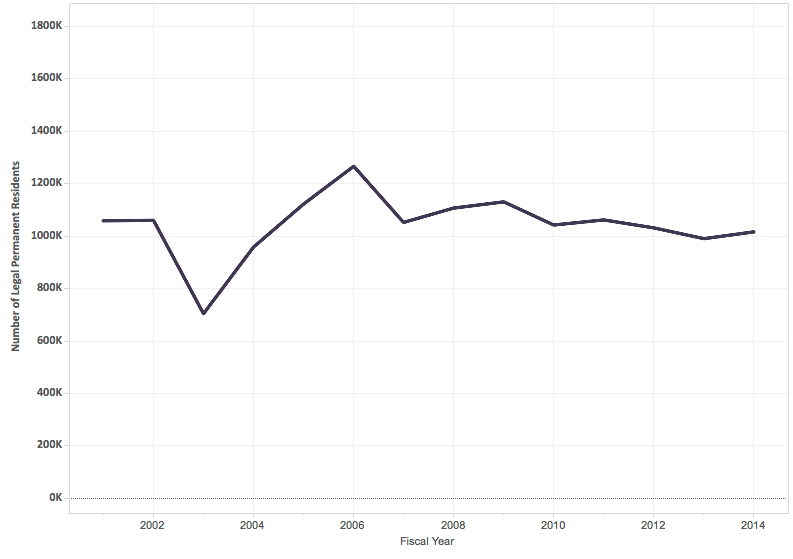 1800K
1600K
1400K
1200K
1000K
800K
600K
400K
200K
0K
Number of Legal Permanent Residents
2002 2004 2006 2008 2010 2012 2014
Fiscal Year